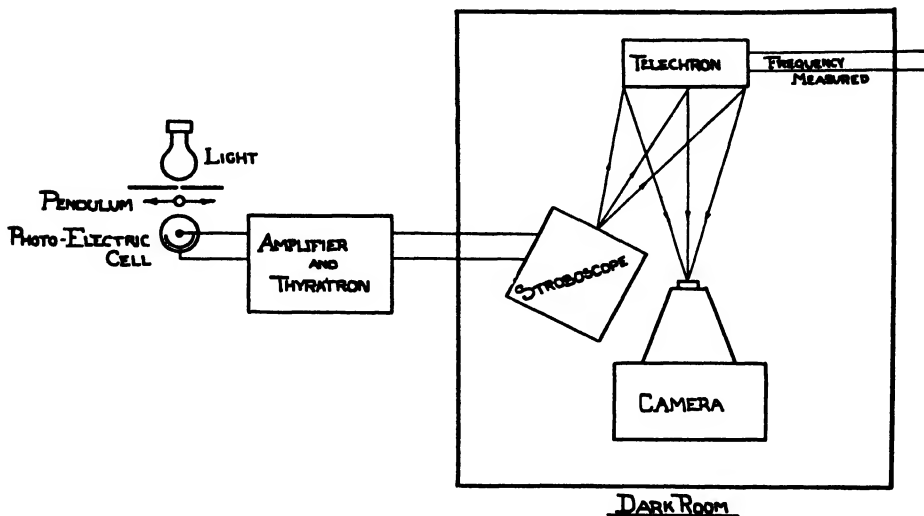 TELECHRON
FREQUENCY
MEASURED
LIGHT
PENDULUM
PHOTO-ELECTRIC
CELL
AMPLIFIER
AND
THYRATRON
STROBOSCOPE
CAMERA
DARK ROOM